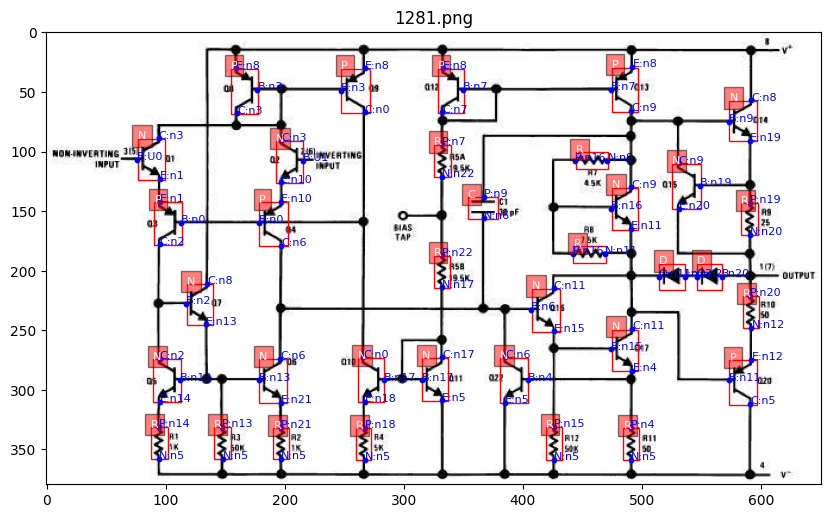 1281.png
8
V+
E:n8
E:n8
E:n8
E:n8
P
P
P
P
Q8
B:n3
B:n3
Q9
Q12
B:n7
B:n7
Q13
N
C:n8
C:n3
C:n0
C:n7
C:n9
B:n9
Q14
N
C:n3
N
C:n3
P:n7
E:n19
NON-INVERTING
INPUT
3(5)
B:U0
Q1
Q2
2(6)
B:U1
INVERTING
INPUT
R
R5A
19.5K
R
P:n16
N:n9
R7
4.5K
N
C:n9
Q15
B:n19
E:n1
E:n10
N:n22
P
E:n1
P
E:n10
C
P:n9
C1
N:n6
N
C:n9
B:n16
E:n11
E:n20
R
P:n19
R9
25
N:n20
Q3
B:n0
B:n0
Q4
BIAS
TAP
C:n2
C:n6
R
P:n22
R5B
19.5K
N:n17
R
R8
7.5K
P:n16
N:n11
D
D
1(7)
OUTPUT
N
C:n8
B:n2
Q7
E:n13
N
C:n11
B:n6
Q16
E:n15
R
P:n20
R10
50
N:n12
N
C:n11
B:n15
Q17
E:n4
N
C:n2
Q5
B:n13
E:n14
N
C:n6
B:n13
Q6
E:n21
N
C:n0
Q10
B:n17
E:n18
N
C:n17
B:n17
Q11
E:n5
N
C:n6
Q22
B:n4
E:n5
P
E:n12
B:n11
Q20
C:n5
R
P:n14
R1
1K
N:n5
R
P:n13
R3
50K
N:n5
R
P:n21
R2
1K
N:n5
R
P:n18
R4
5K
N:n5
R
P:n15
R12
50K
N:n5
R
P:n4
R11
50
N:n5
4
V-
0
50
100
150
200
250
300
350
0
100
200
300
400
500
600